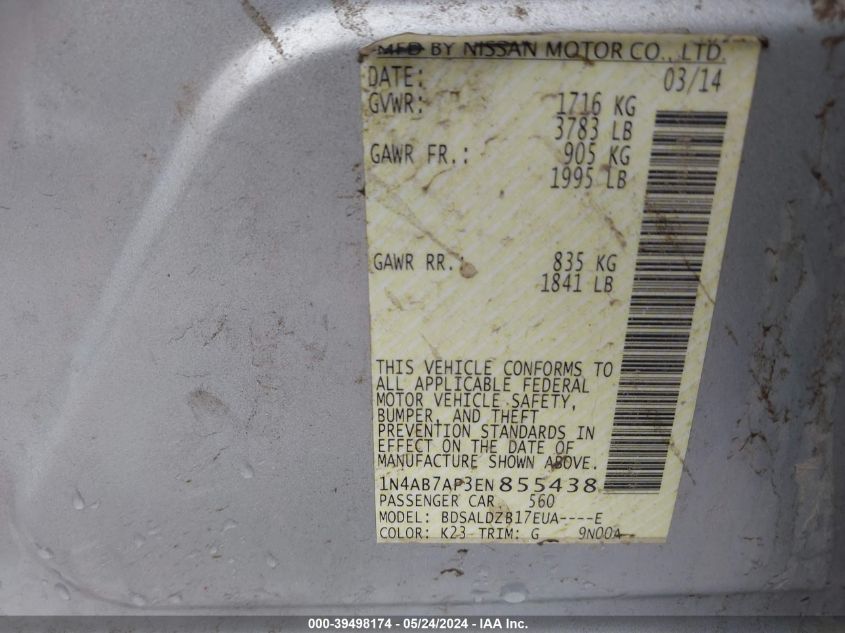 MFD BY NISSAN MOTOR CO., LTD.
DATE: 03/14
GVWR: 1716 KG
3783 LB
GAWR FR.: 905 KG
1995 LB
GAWR RR.: 835 KG
1841 LB
THIS VEHICLE CONFORMS TO
ALL APPLICABLE FEDERAL
MOTOR VEHICLE SAFETY,
BUMPER, AND THEFT
PREVENTION STANDARDS IN
EFFECT ON THE DATE OF
MANUFACTURE SHOWN ABOVE.
1N4AB7AP3EN855438
PASSENGER CAR 560
MODEL: BDSALDZB17EUA----E
COLOR: K23 TRIM: G 9N00A
000-39498174 - 05/24/2024 - IAA Inc.